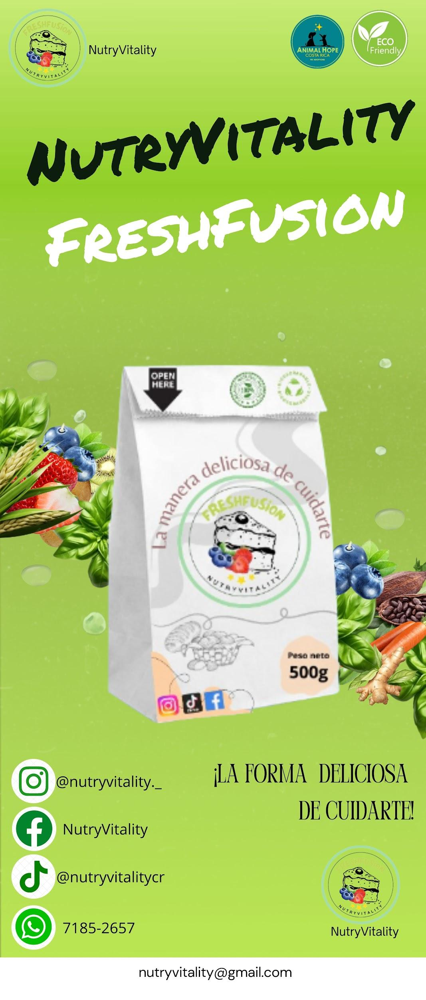 FRESHFUSiON
NUTRYVITALITY
NutryVitality
ANIMAL HOPE
COSTA RICA
PET ADOPTIONS
ECO
Friendly
NUTRYVITALITY
FRESHFUSION
OPEN
HERE
La manera deliciosa de cuidarte
FRESHFUSiON
NUTRYVITALITY
Peso neto
500g
@nutryvitality._
NutryVitality
@nutryvitalitycr
7185-2657
¡LA FORMA DELICIOSA
DE CUIDARTE!
FRESHFUSiON
NUTRYVITALITY
NutryVitality
nutryvitality@gmail.com